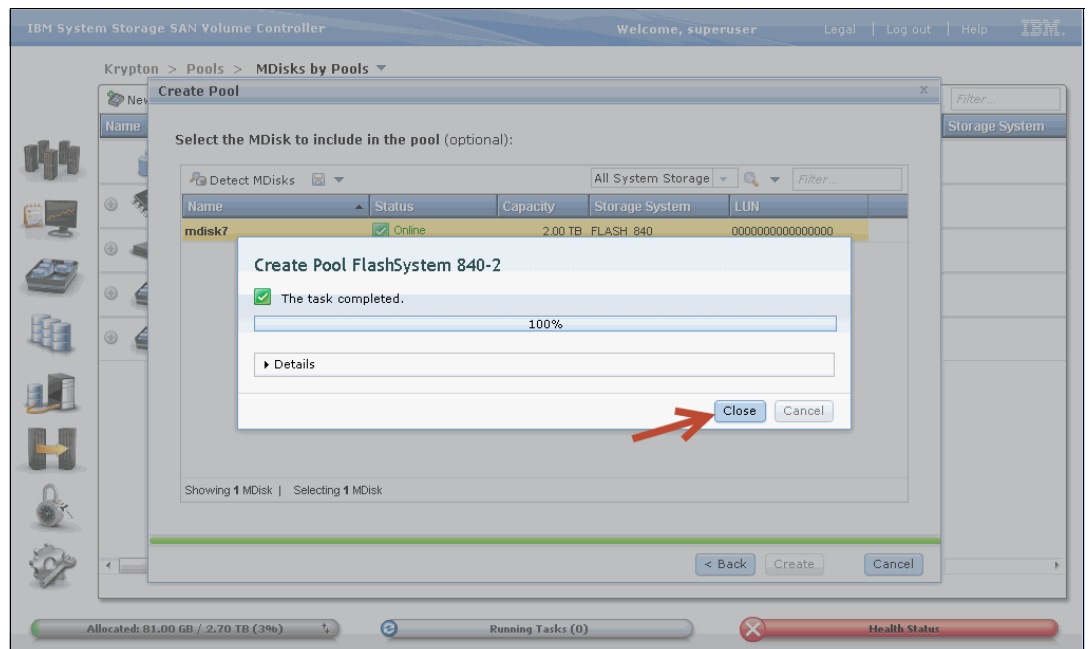 IBM System Storage SAN Volume Controller Welcome, superuser Legal | Log out | Help IBM.
Krypton > Pools > MDisks by Pools
Create Pool x
New Filter...
Name Storage System
Select the MDisk to include in the pool (optional):
Detect MDisks All System Storage Filter...
Name Status Capacity Storage System LUN
mdisk7 Online 2.00 TB FLASH 840 0000000000000000
Create Pool FlashSystem 840-2
The task completed.
100%
Details
Close Cancel
Showing 1 MDisk | Selecting 1 MDisk
< Back Create Cancel
Allocated: 81.00 GB / 2.70 TB (3%) Running Tasks (0) Health Status